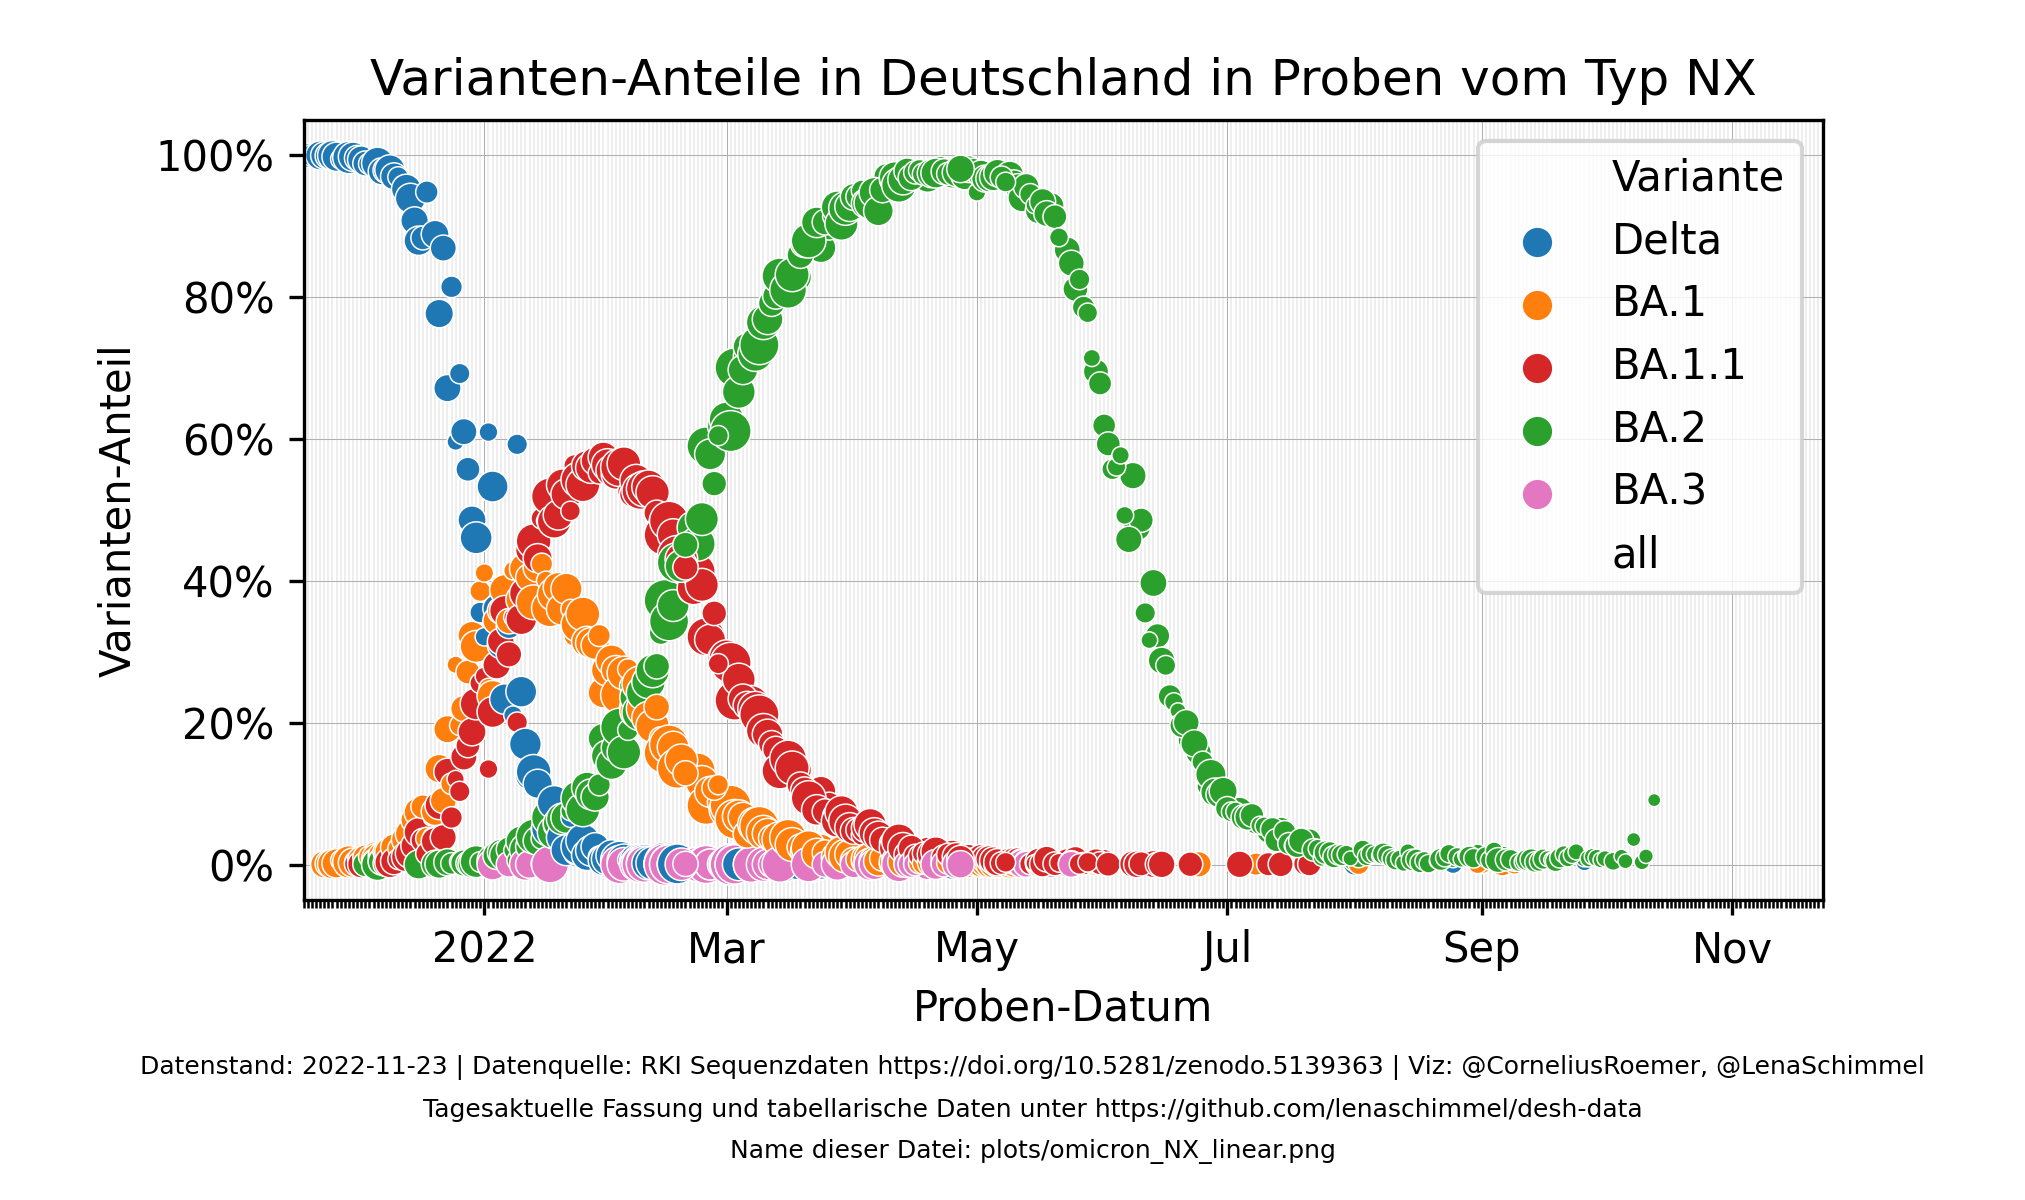 Varianten-Anteile in Deutschland in Proben vom Typ NX
Varianten-Anteil
100%
80%
60%
40%
20%
0%
Variante
Delta
BA.1
BA.1.1
BA.2
BA.3
all
2022
Mar
May
Jul
Sep
Nov
Proben-Datum
Datenstand: 2022-11-23 | Datenquelle: RKI Sequenzdaten https://doi.org/10.5281/zenodo.5139363 | Viz: @CorneliusRoemer, @LenaSchimmel
Tagesaktuelle Fassung und tabellarische Daten unter https://github.com/lenaschimmel/desh-data
Name dieser Datei: plots/omicron_NX_linear.png